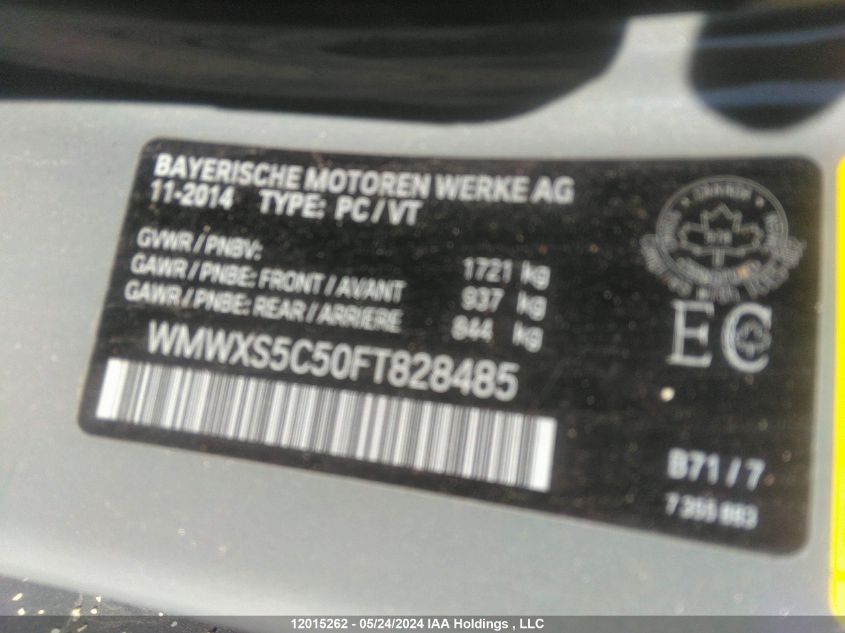 BAYERISCHE MOTOREN WERKE AG
11-2014 TYPE: PC / VT
GVWR / PNBV: 1721 kg
GAWR / PNBE: FRONT / AVANT 937 kg
GAWR / PNBE: REAR / ARRIERE 844 kg
WMWXS5C50FT828485
EC
B71 / 7
12015262 - 05/24/2024 IAA Holdings , LLC